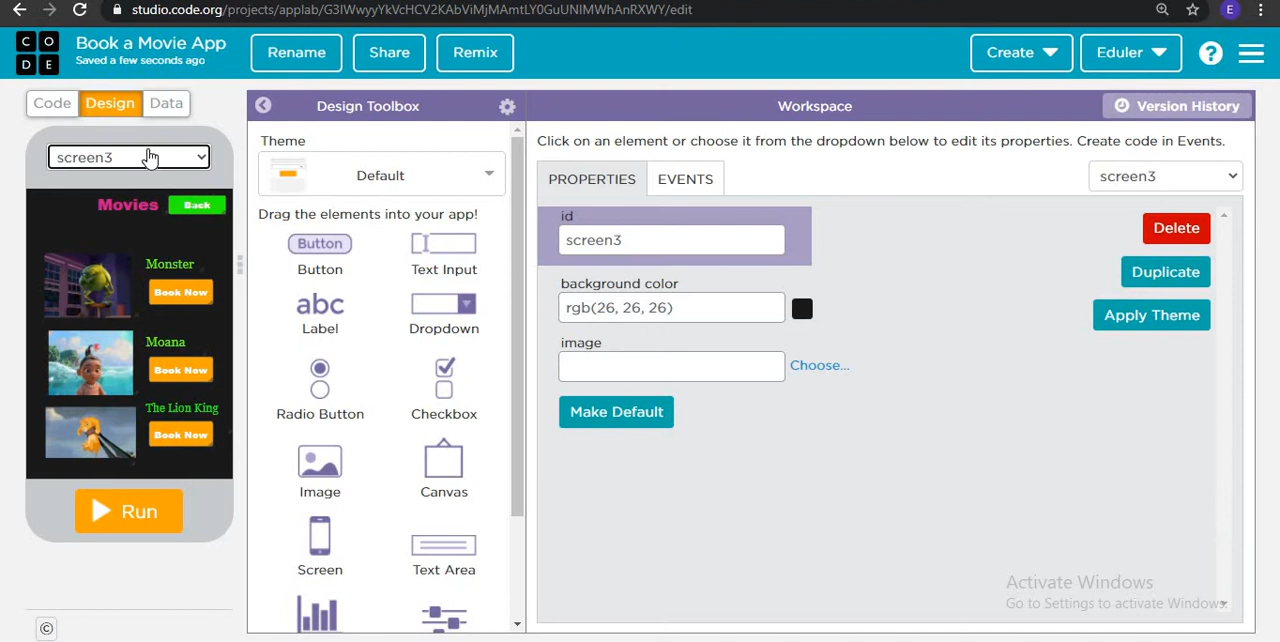 studio.code.org/projects/applab/G3IWwyyYkVcHCV2KAbViMjMAmtLY0GuUNIMWhAnRXWY/edit
E
C O
D E
Book a Movie App
Saved a few seconds ago
Rename
Share
Remix
Create
Eduler
?
Code
Design
Data
screen3
Movies
Back
Monster
Book Now
Moana
Book Now
The Lion King
Book Now
Run
©
Design Toolbox
Theme
Default
Drag the elements into your app!
Button
Button
Text Input
abc
Label
Dropdown
Radio Button
Checkbox
Image
Canvas
Screen
Text Area
Workspace
Version History
Click on an element or choose it from the dropdown below to edit its properties. Create code in Events.
PROPERTIES
EVENTS
screen3
id
screen3
Delete
background color
rgb(26, 26, 26)
Duplicate
Apply Theme
image
Choose...
Make Default
Activate Windows
Go to Settings to activate Windows.